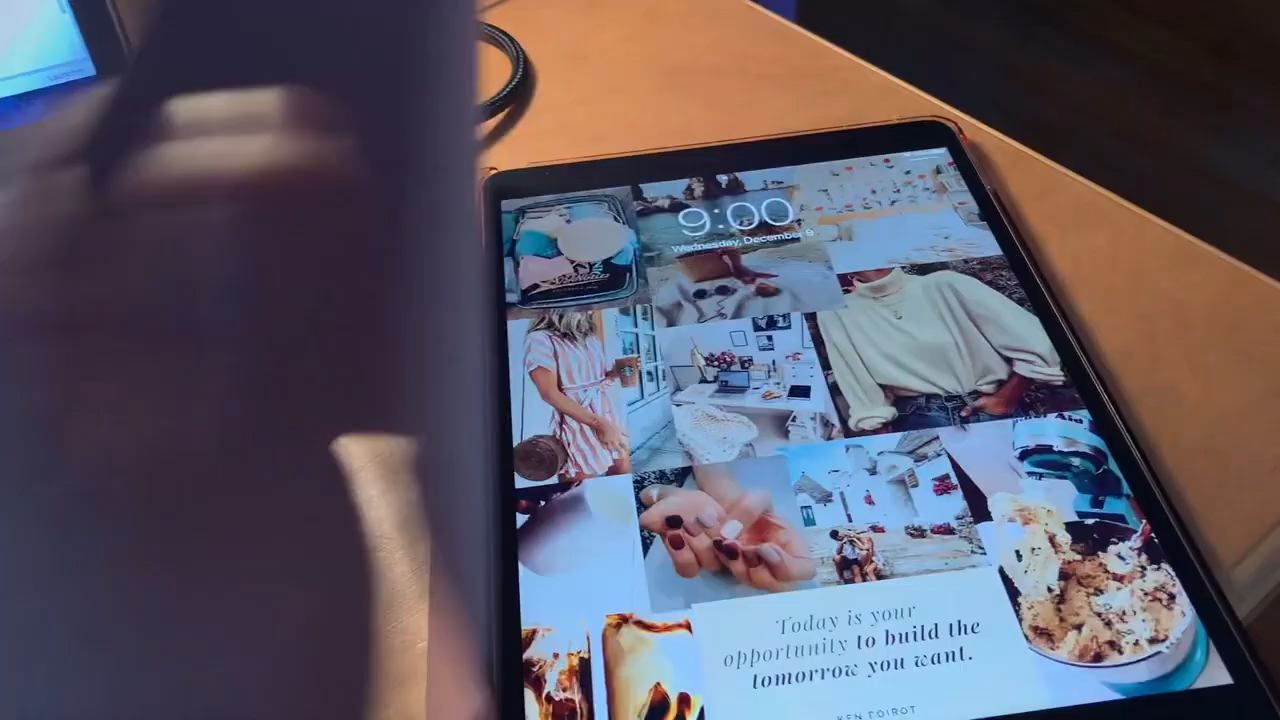 9:00
Wednesday, December 9
Today is your
opportunity to build the
tomorrow you want.
KEN POIROT